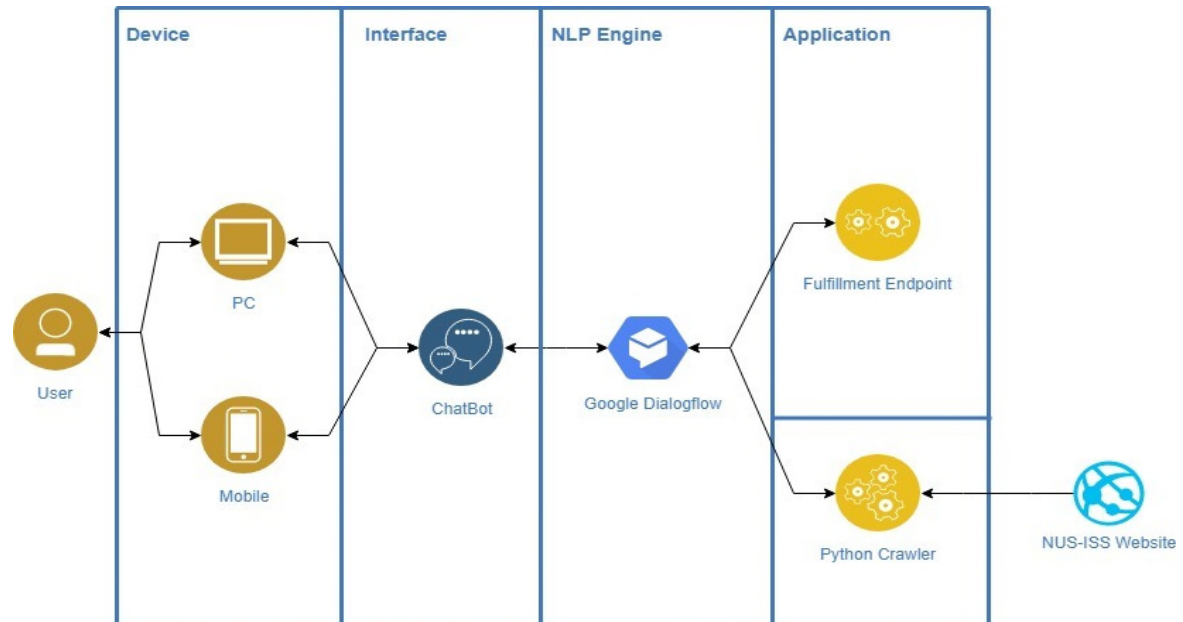 Device
Interface
NLP Engine
Application
Fulfillment Endpoint
PC
User
ChatBot
Google Dialogflow
Mobile
Python Crawler
NUS-ISS Website